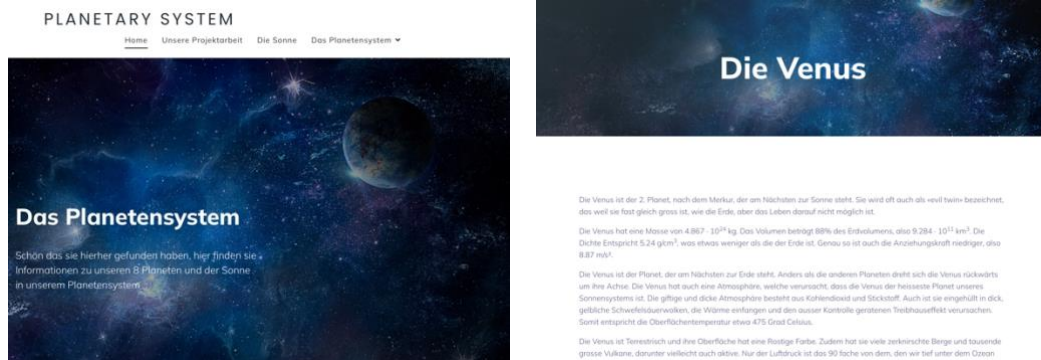 PLANETARY SYSTEM
Home Unsere Projektarbeit Die Sonne Das Planetensystem
Das Planetensystem
Schön das sie hierher gefunden haben, hier finden sie
Informationen zu unseren 8 Planeten und der Sonne
in unserem Planetensystem
Die Venus
Die Venus ist der 2. Planet, nach dem Merkur, der am Nächsten zur Sonne steht. Sie wird oft auch als «evil twin» bezeichnet,
das weil sie fast gleich gross ist, wie die Erde, aber das Leben darauf nicht möglich ist.
Die Venus hat eine Masse von 4.867 · 10²⁴ kg. Das Volumen beträgt 88% des Erdvolumens, also 9.284 · 10¹¹ km³. Die
Dichte Entspricht 5.24 g/cm³, was etwas weniger als die der Erde ist. Genau so ist auch die Anziehungskraft niedriger, also
8.87 m/s².
Die Venus ist der Planet, der am Nächsten zur Erde steht. Anders als die anderen Planeten dreht sich die Venus rückwärts
um ihre Achse. Die Venus hat auch eine Atmosphäre, welche verursacht, dass die Venus der heisseste Planet unseres
Sonnensystems ist. Die giftige und dicke Atmosphäre besteht aus Kohlendioxid und Stickstoff. Auch ist sie eingehüllt in dick,
gelbliche Schwefelsäuerwolken, die Wärme einfangen und den ausser Kontrolle geratenen Treibhauseffekt verursachen.
Somit entspricht die Oberflächentemperatur etwa 475 Grad Celsius.
Die Venus ist Terrestrisch und ihre Oberfläche hat eine Rostige Farbe. Zudem hat sie viele zerknirschte Berge und tausende
grosse Vulkane, darunter vielleicht auch aktive. Nur der Luftdruck ist das 90 fache von dem, den wir tief unter dem Ozean